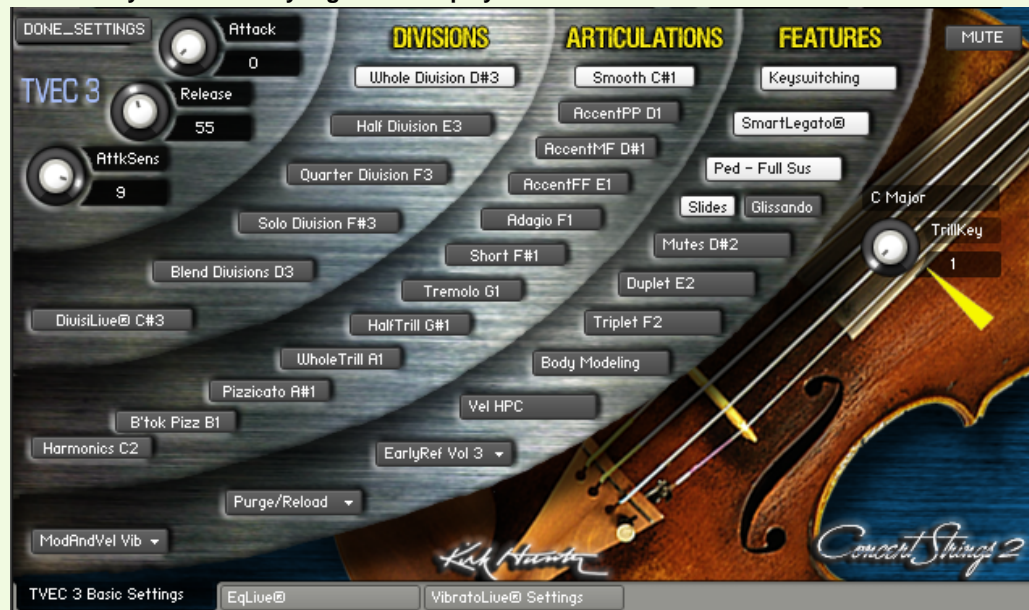 DONE_SETTINGS
Attack
0
TVEC 3
Release
55
AttkSens
9
DIVISIONS
Whole Division D#3
Half Division E3
Quarter Division F3
Solo Division F#3
Blend Divisions D3
DivisiLive® C#3
ARTICULATIONS
Smooth C#1
AccentPP D1
AccentMF D#1
AccentFF E1
Adagio F1
Short F#1
Tremolo G1
HalfTrill G#1
WholeTrill A1
Pizzicato A#1
B'tok Pizz B1
Harmonics C2
FEATURES
Keyswitching
SmartLegato®
Ped - Full Sus
Slides Glissando
Mutes D#2
Duplet E2
Triplet F2
Body Modeling
Vel HPC
EarlyRef Vol 3
Purge/Reload
ModAndVel Vib
MUTE
C Major
TrillKey
1
Kirk Hunter
Concert Strings 2
TVEC 3 Basic Settings
EqLive®
VibratoLive® Settings